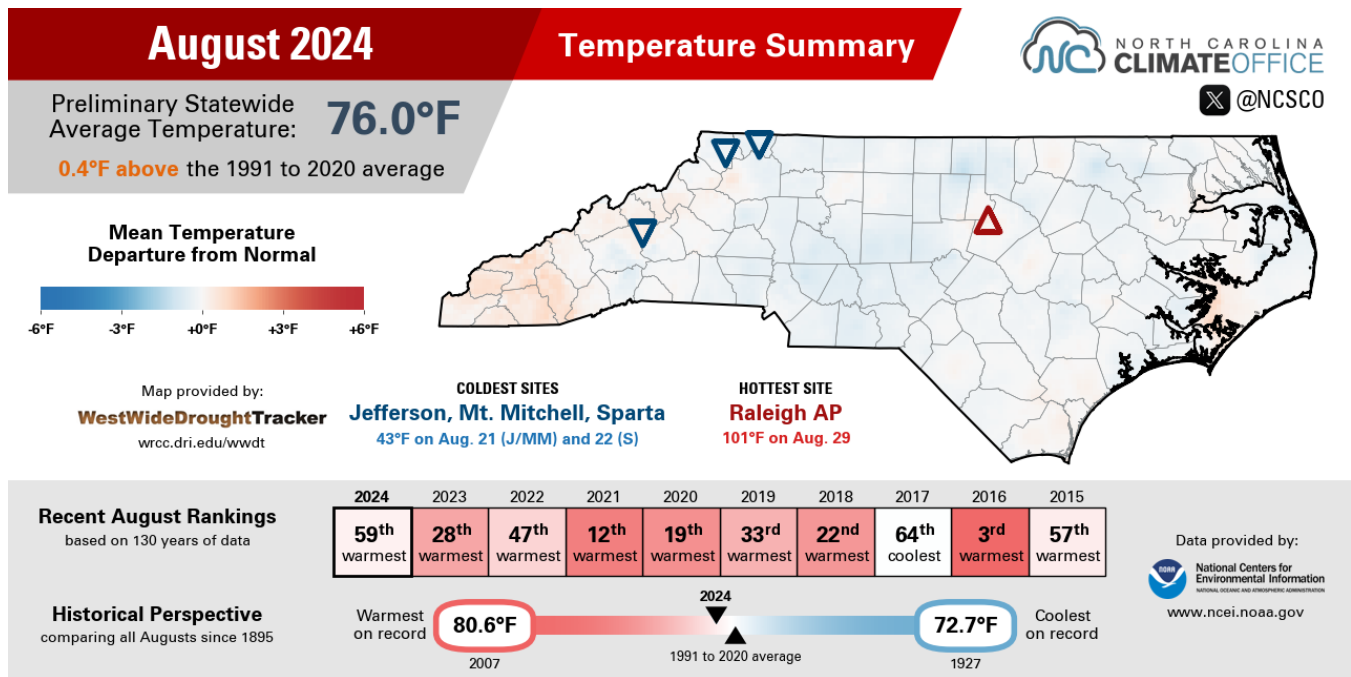 August 2024
Temperature Summary
NORTH CAROLINA
CLIMATEOFFICE
@NCSCO
Preliminary Statewide
Average Temperature:
76.0°F
0.4°F above the 1991 to 2020 average
Mean Temperature
Departure from Normal
-6°F -3°F +0°F +3°F +6°F
Map provided by:
WestWideDroughtTracker
wrcc.dri.edu/wwdt
COLDEST SITES
Jefferson, Mt. Mitchell, Sparta
43°F on Aug. 21 (J/MM) and 22 (S)
HOTTEST SITE
Raleigh AP
101°F on Aug. 29
Recent August Rankings
based on 130 years of data
2024 2023 2022 2021 2020 2019 2018 2017 2016 2015
59th 28th 47th 12th 19th 33rd 22nd 64th 3rd 57th
warmest warmest warmest warmest warmest warmest warmest coolest warmest warmest
Historical Perspective
comparing all Augusts since 1895
Warmest
on record
80.6°F
2007
2024
1991 to 2020 average
72.7°F
1927
Coolest
on record
Data provided by:
NOAA
National Centers for
Environmental Information
NATIONAL OCEANIC AND ATMOSPHERIC ADMINISTRATION
www.ncei.noaa.gov